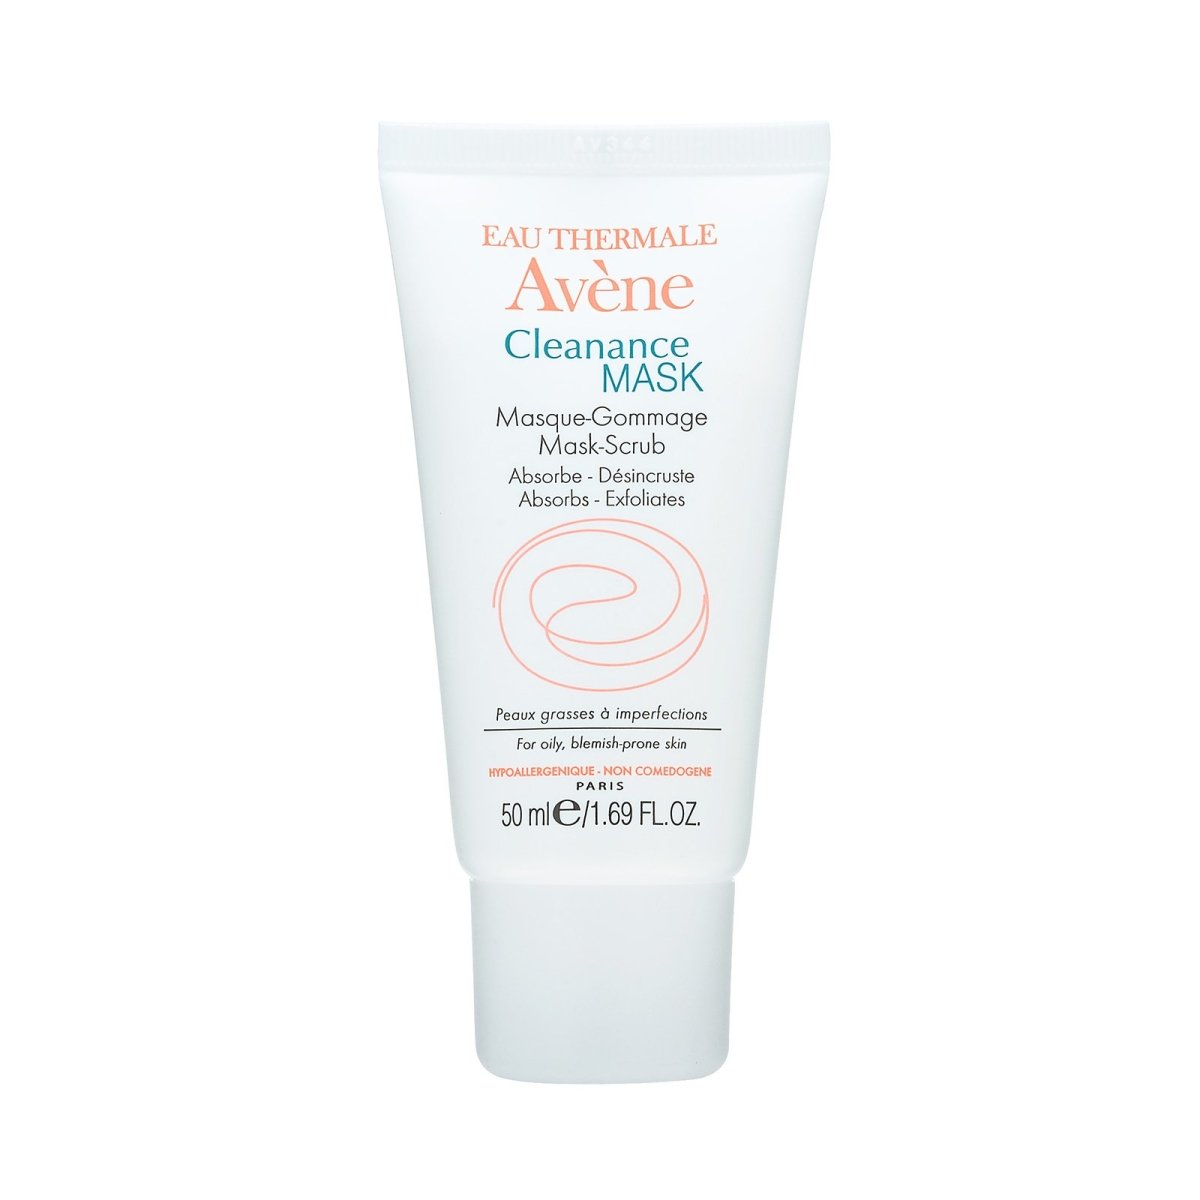 EAU THERMALE
Avène
Cleanance
MASK
Masque-Gommage
Mask-Scrub
Absorbe - Désincruste
Absorbs - Exfoliates
Peaux grasses à imperfections
For oily, blemish-prone skin
HYPOALLERGENIQUE - NON COMEDOGENE
PARIS
50 ml e/1.69 FL.OZ.